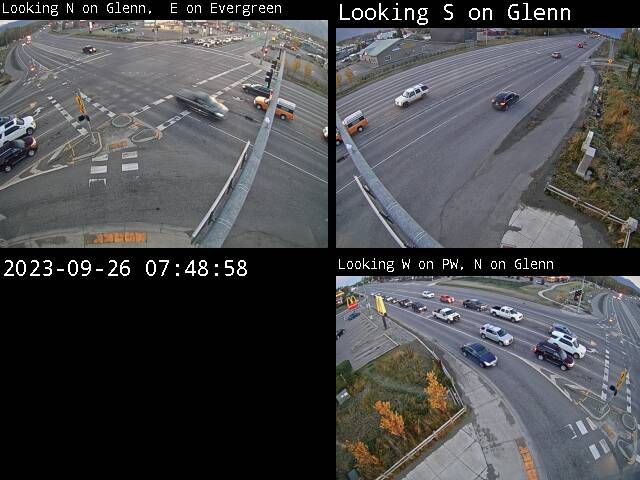 Looking N on Glenn, E on Evergreen
Looking S on Glenn
2023-09-26 07:48:58
Looking W on PW, N on Glenn